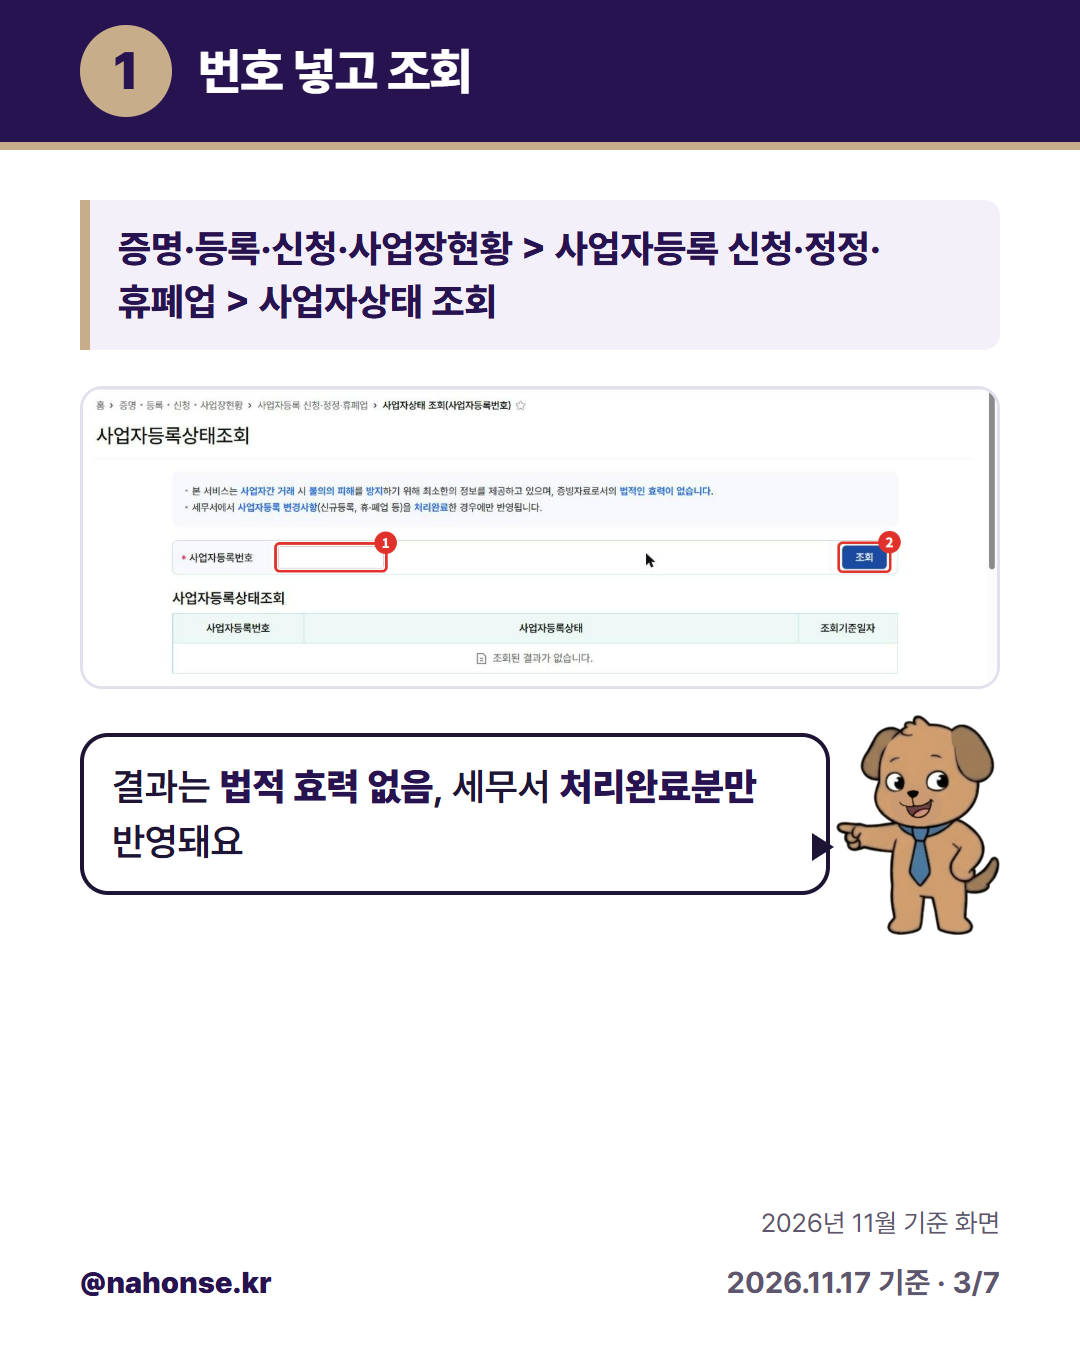 1 번호 넣고 조회
증명·등록·신청·사업장현황 > 사업자등록 신청·정정·
휴폐업 > 사업자상태 조회
홈 > 증명·등록·신청·사업장현황 > 사업자등록 신청·정정·휴폐업 > 사업자상태 조회(사업자등록번호)
사업자등록상태조회
- 본 서비스는 사업자간 거래 시 불의의 피해를 방지하기 위해 최소한의 정보를 제공하고 있으며, 증빙자료로서의 법적인 효력이 없습니다.
- 세무서에서 사업자등록 변경사항(신규등록, 휴·폐업 등)을 처리완료한 경우에만 반영됩니다.
* 사업자등록번호 1 조회 2
사업자등록상태조회
사업자등록번호 사업자등록상태 조회기준일자
조회된 결과가 없습니다.
결과는 법적 효력 없음, 세무서 처리완료분만
반영돼요
2026년 11월 기준 화면
@nahonse.kr 2026.11.17 기준 · 3/7